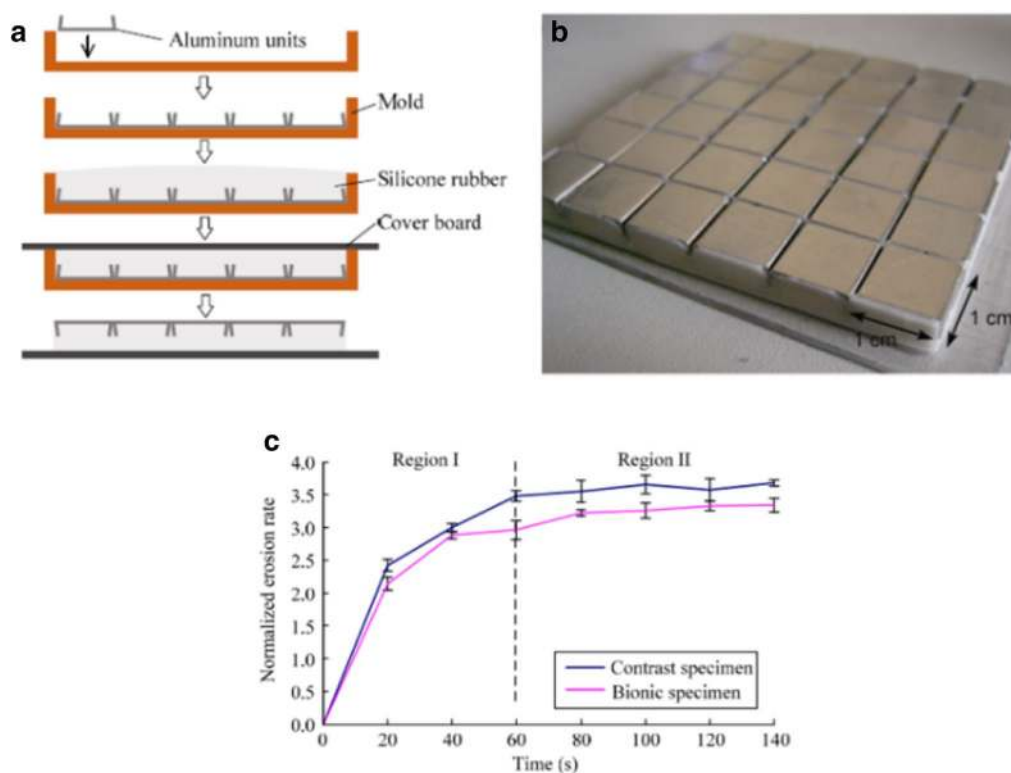 a
Aluminum units
Mold
Silicone rubber
Cover board
b
1 cm
1 cm
c
Region I
Region II
Normalized erosion rate
4.0
3.5
3.0
2.5
2.0
1.5
1.0
0.5
0.0
Contrast specimen
Bionic specimen
0 20 40 60 80 100 120 140
Time (s)